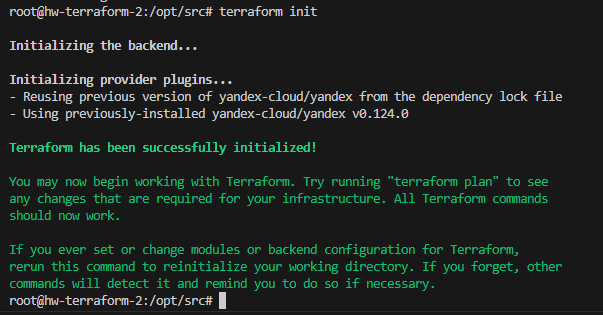 root@hw-terraform-2:/opt/src# terraform init
Initializing the backend...
Initializing provider plugins...
- Reusing previous version of yandex-cloud/yandex from the dependency lock file
- Using previously-installed yandex-cloud/yandex v0.124.0
Terraform has been successfully initialized!
You may now begin working with Terraform. Try running "terraform plan" to see
any changes that are required for your infrastructure. All Terraform commands
should now work.
If you ever set or change modules or backend configuration for Terraform,
rerun this command to reinitialize your working directory. If you forget, other
commands will detect it and remind you to do so if necessary.
root@hw-terraform-2:/opt/src#